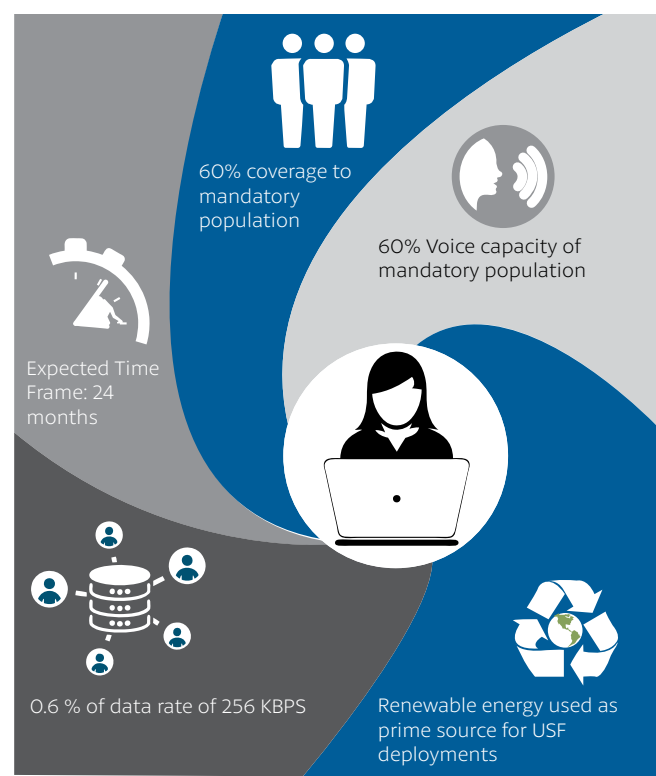 60% coverage to
mandatory
population
60% Voice capacity of
mandatory population
Expected Time
Frame: 24
months
0.6 % of data rate of 256 KBPS
Renewable energy used as
prime source for USF
deployments